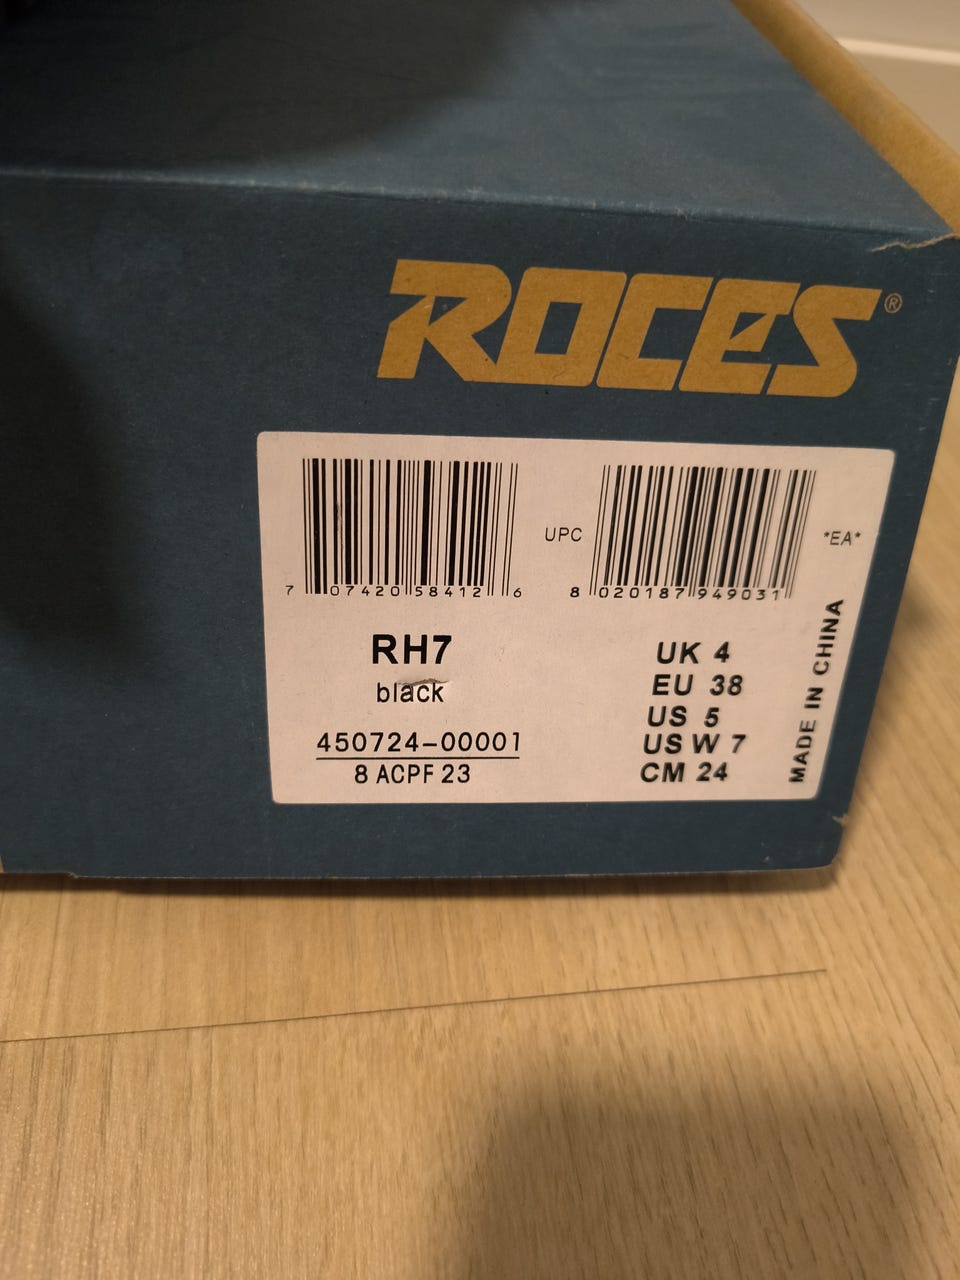 ROCES®
7 07420 58412 6
UPC
8 020187 949031
*EA*
RH7
black
450724-00001
8 ACPF 23
UK 4
EU 38
US 5
US W 7
CM 24
MADE IN CHINA